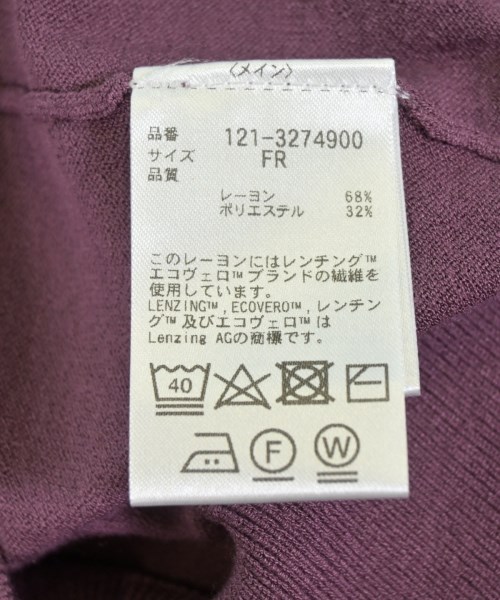 〈メイン〉
品番 121-3274900
サイズ FR
品質
レーヨン 68%
ポリエステル 32%
このレーヨンにはレンチング™
エコヴェロ™ブランドの繊維を
使用しています。
LENZING™,ECOVERO™,レンチン
グ™及びエコヴェロ™は
Lenzing AGの商標です。
40
F W